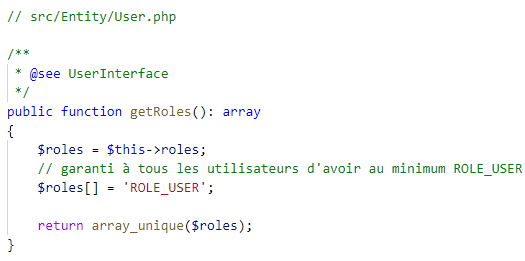 // src/Entity/User.php
/**
 * @see UserInterface
 */
public function getRoles(): array
{
    $roles = $this->roles;
    // garanti à tous les utilisateurs d'avoir au minimum ROLE_USER
    $roles[] = 'ROLE_USER';
    return array_unique($roles);
}